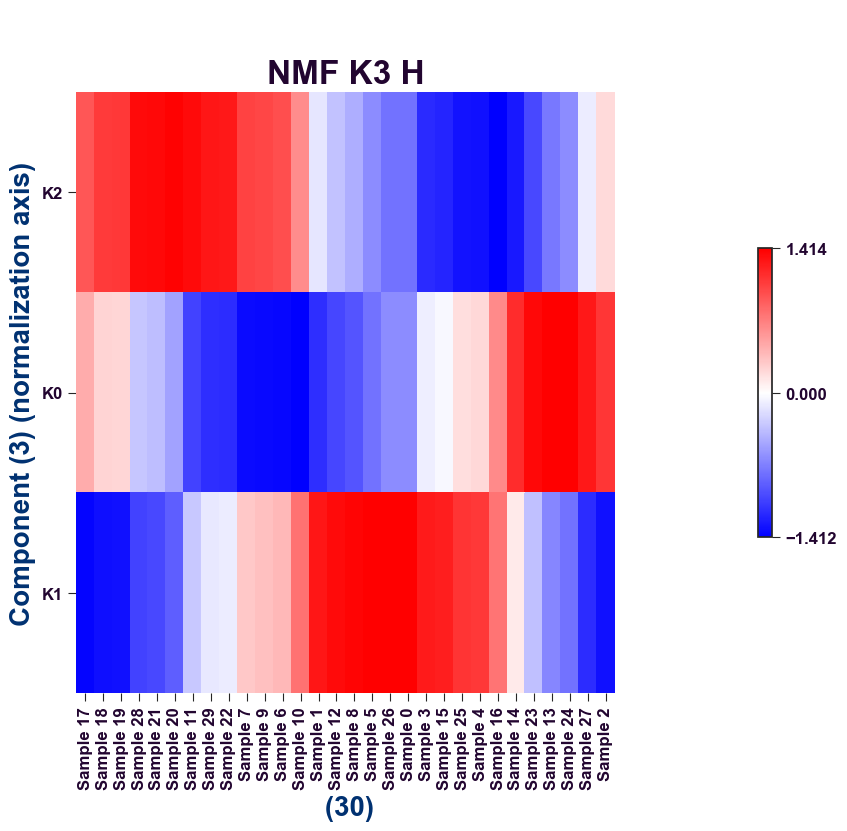 NMF K3 H
Component (3) (normalization axis)
K2
K0
K1
1.414
0.000
−1.412
Sample 17
Sample 18
Sample 19
Sample 28
Sample 21
Sample 20
Sample 11
Sample 29
Sample 22
Sample 7
Sample 9
Sample 6
Sample 10
Sample 1
Sample 12
Sample 8
Sample 5
Sample 26
Sample 0
Sample 3
Sample 15
Sample 25
Sample 4
Sample 16
Sample 14
Sample 23
Sample 13
Sample 24
Sample 27
Sample 2
(30)